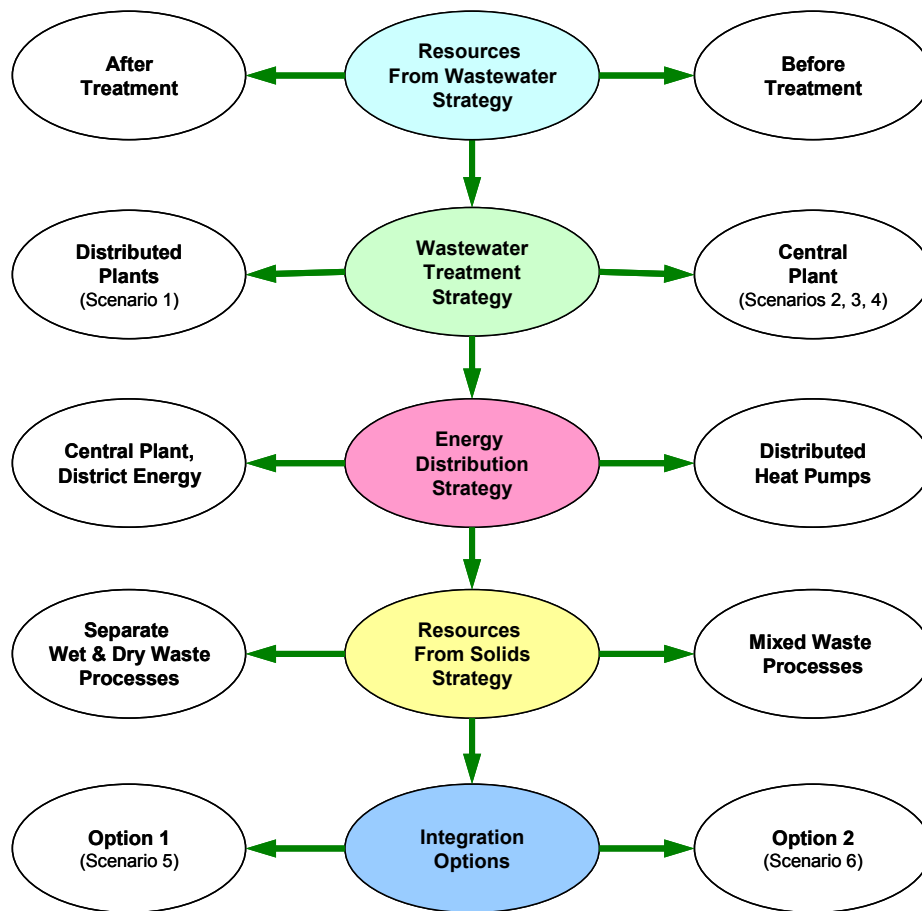 After
Treatment
Resources
From Wastewater
Strategy
Before
Treatment
Distributed
Plants
(Scenario 1)
Wastewater
Treatment
Strategy
Central
Plant
(Scenarios 2, 3, 4)
Central Plant,
District Energy
Energy
Distribution
Strategy
Distributed
Heat Pumps
Separate
Wet & Dry Waste
Processes
Resources
From Solids
Strategy
Mixed Waste
Processes
Option 1
(Scenario 5)
Integration
Options
Option 2
(Scenario 6)